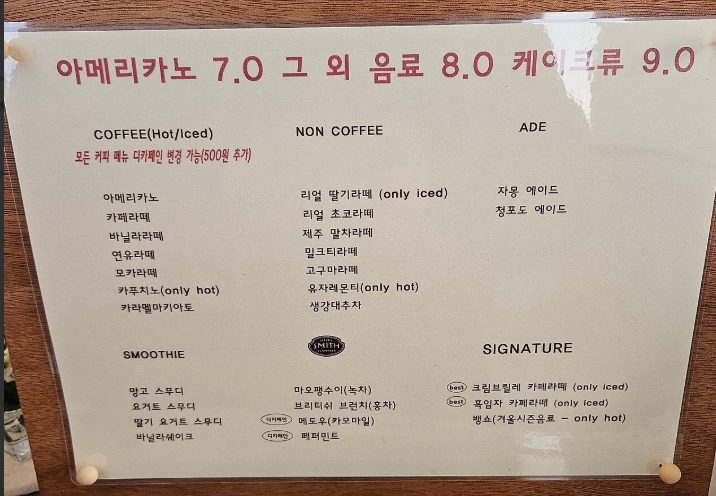 아메리카노 7.0 그 외 음료 8.0 케이크류 9.0
COFFEE(Hot/Iced)
모든 커피 메뉴 디카페인 변경 가능(500원 추가)
아메리카노
카페라떼
바닐라라떼
연유라떼
모카라떼
카푸치노(only hot)
카라멜마키아토
NON COFFEE
리얼 딸기라떼 (only iced)
리얼 초코라떼
제주 말차라떼
밀크티라떼
고구마라떼
유자레몬티(only hot)
생강대추차
ADE
자몽 에이드
청포도 에이드
SMOOTHIE
망고 스무디
요거트 스무디
딸기 요거트 스무디
바닐라쉐이크
SMITH
마오펭수이(녹차)
브리티쉬 브런치(홍차)
디카페인 메도우(카모마일)
디카페인 페퍼민트
SIGNATURE
best 크림브릴레 카페라떼 (only iced)
best 흑임자 카페라떼 (only iced)
뱅쇼(겨울시즌음료 - only hot)